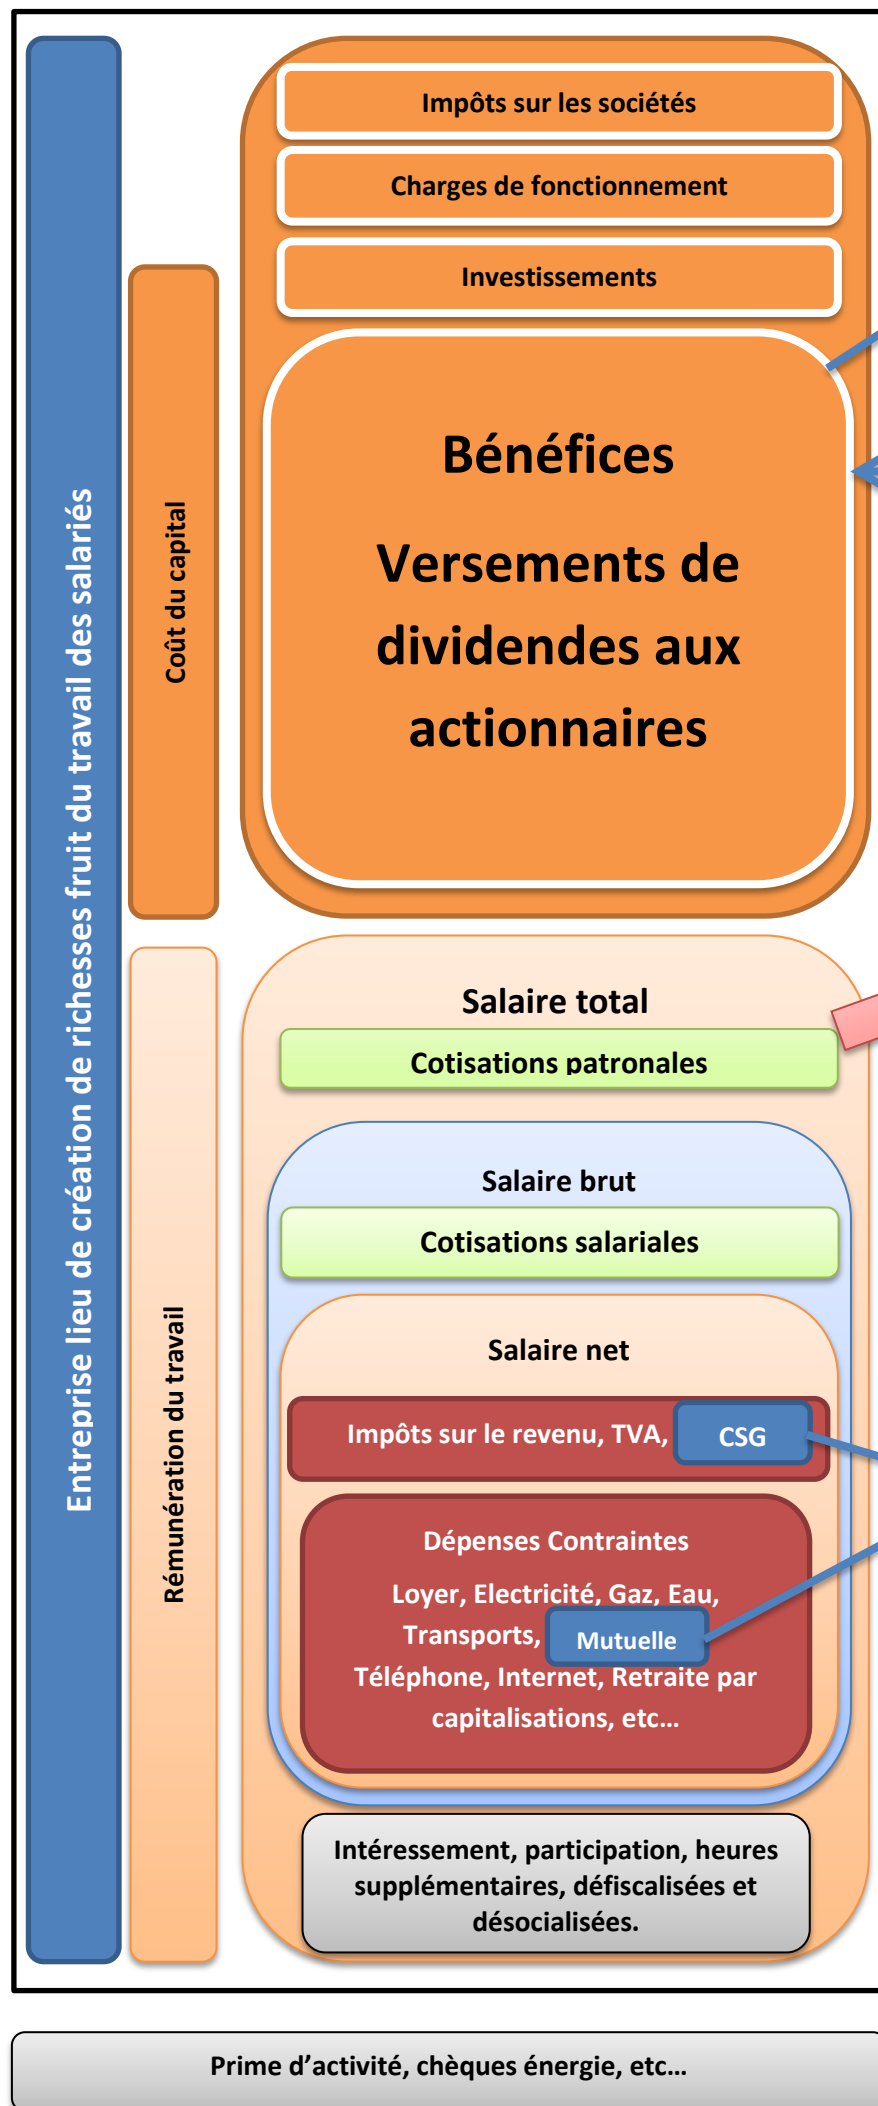 Entreprise lieu de création de richesses fruit du travail des salariés
Coût du capital
Impôts sur les sociétés
Charges de fonctionnement
Investissements
Bénéfices
Versements de
dividendes aux
actionnaires
Rémunération du travail
Salaire total
Cotisations patronales
Salaire brut
Cotisations salariales
Salaire net
Impôts sur le revenu, TVA, CSG
Dépenses Contraintes
Loyer, Electricité, Gaz, Eau,
Transports, Mutuelle
Téléphone, Internet, Retraite par
capitalisations, etc…
Intéressement, participation, heures
supplémentaires, défiscalisées et
désocialisées.
Prime d’activité, chèques énergie, etc…